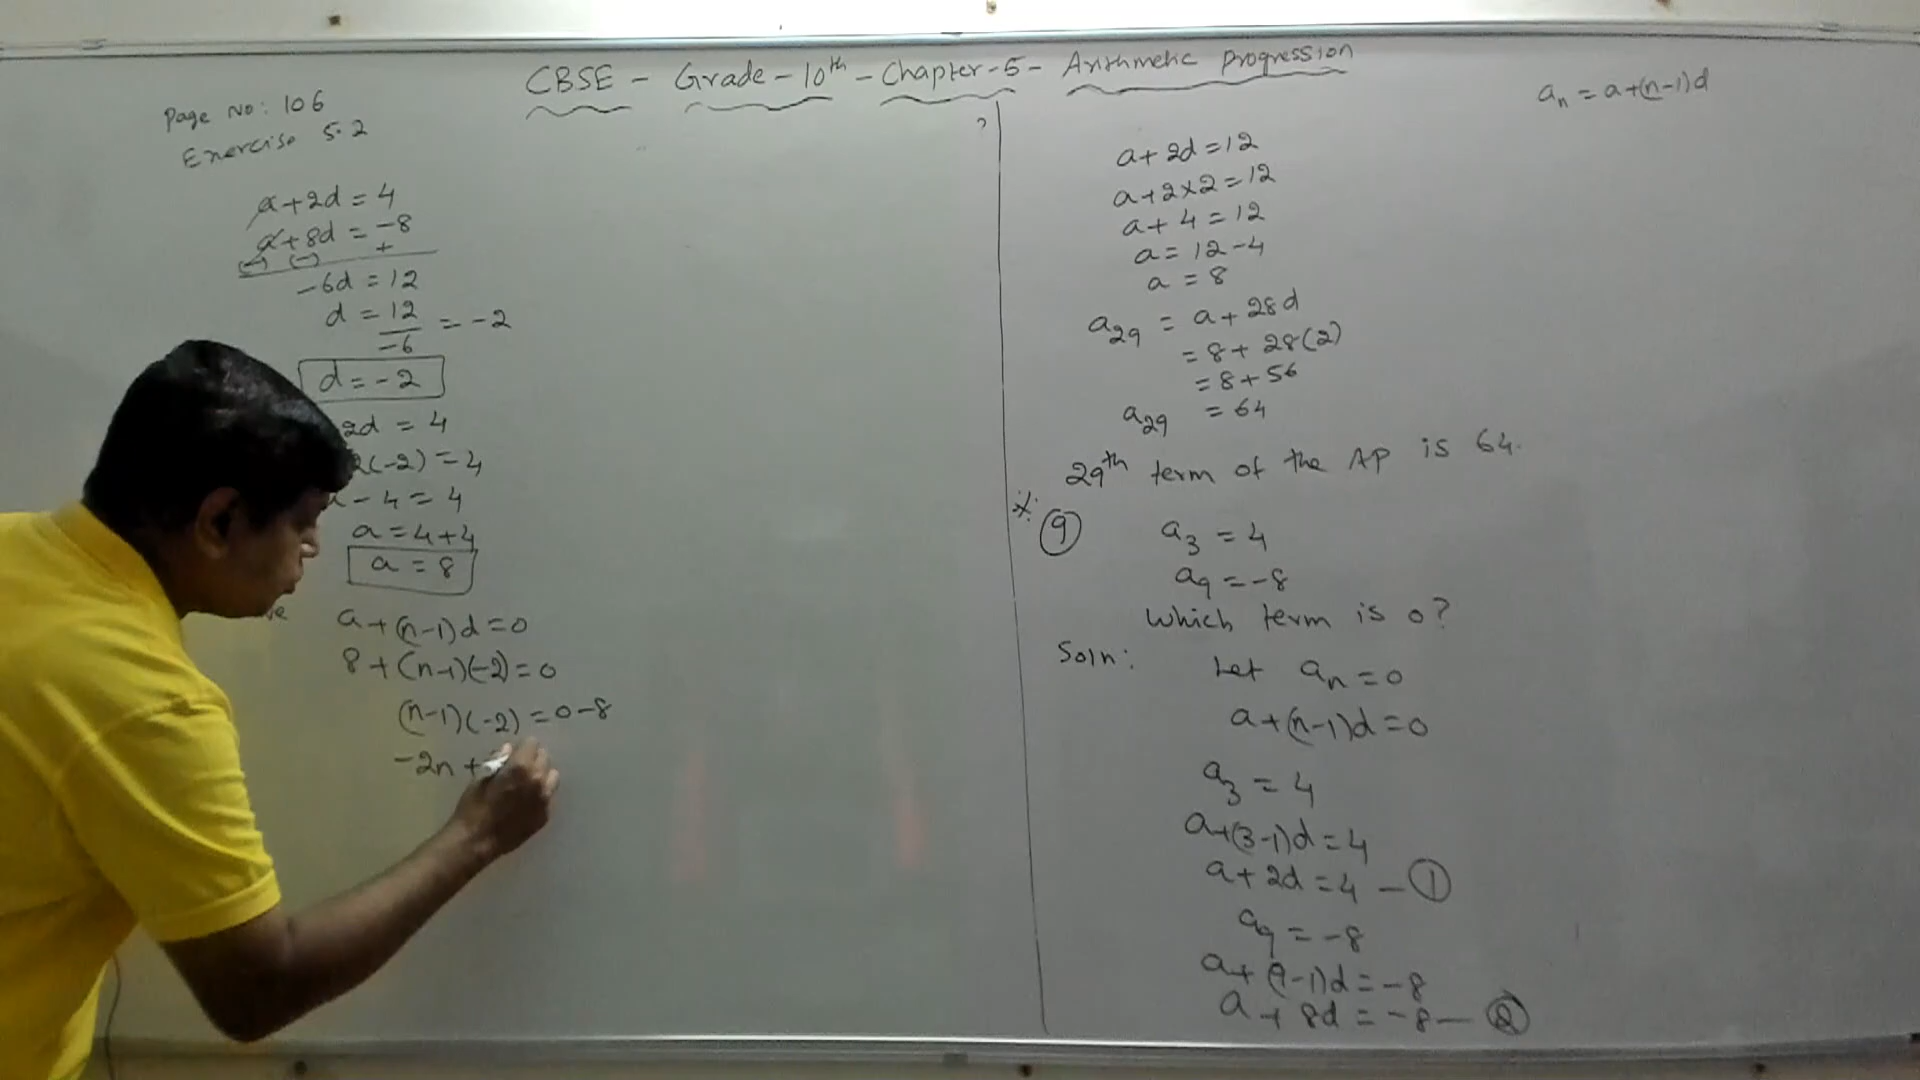 CBSE - Grade - 10th - Chapter-5 - Arithmetic Progression
Page No: 106
Exercise 5.2
a+2d = 4
a+8d = -8
(-) (-) +
-6d = 12
d = 12/-6 = -2
d = -2
2d = 4
2(-2) = 4
- 4 = 4
a = 4+4
a = 8
a+(n-1)d=0
8+(n-1)(-2)=0
(n-1)(-2)=0-8
-2n +
an = a+(n-1)d
a+2d=12
a+2×2=12
a+4=12
a=12-4
a=8
a29 = a+28d
= 8+28(2)
= 8+56
a29 = 64
29th term of the AP is 64.
9 a3 = 4
a9 = -8
Which term is 0?
Soln: Let an = 0
a+(n-1)d=0
a3 = 4
a+(3-1)d=4
a+2d=4 - 1
a9 = -8
a+(9-1)d=-8
a+8d=-8 - 2